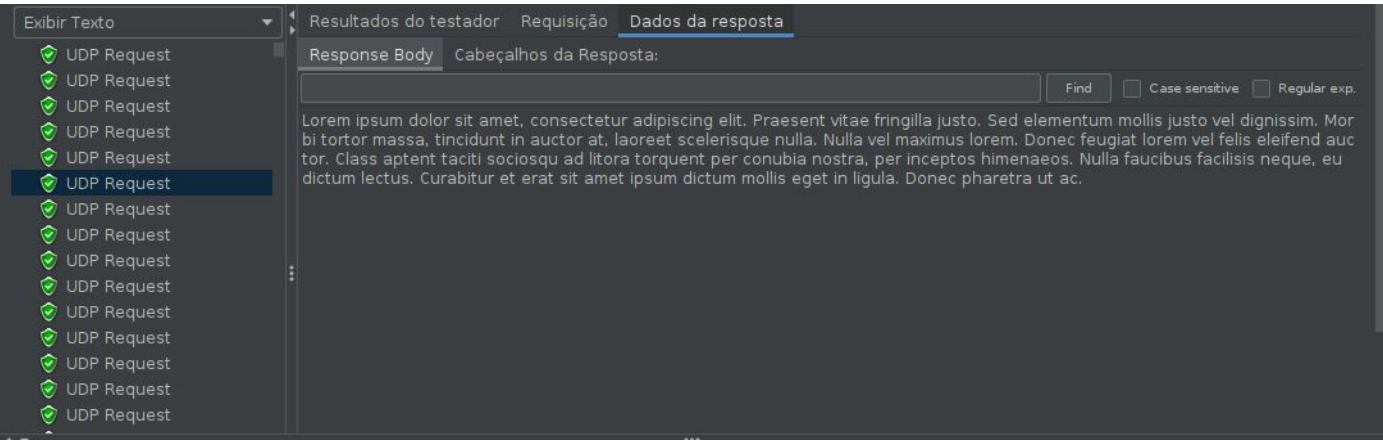 Exibir Texto
Resultados do testador Requisição Dados da resposta
UDP Request
Response Body Cabeçalhos da Resposta:
UDP Request
Find Case sensitive Regular exp.
UDP Request
Lorem ipsum dolor sit amet, consectetur adipiscing elit. Praesent vitae fringilla justo. Sed elementum mollis justo vel dignissim. Mor
bi tortor massa, tincidunt in auctor at, laoreet scelerisque nulla. Nulla vel maximus lorem. Donec feugiat lorem vel felis eleifend auc
tor. Class aptent taciti sociosqu ad litora torquent per conubia nostra, per inceptos himenaeos. Nulla faucibus facilisis neque, eu
dictum lectus. Curabitur et erat sit amet ipsum dictum mollis eget in ligula. Donec pharetra ut ac.
UDP Request
UDP Request
UDP Request
UDP Request
UDP Request
UDP Request
UDP Request
UDP Request
UDP Request
UDP Request
UDP Request
UDP Request